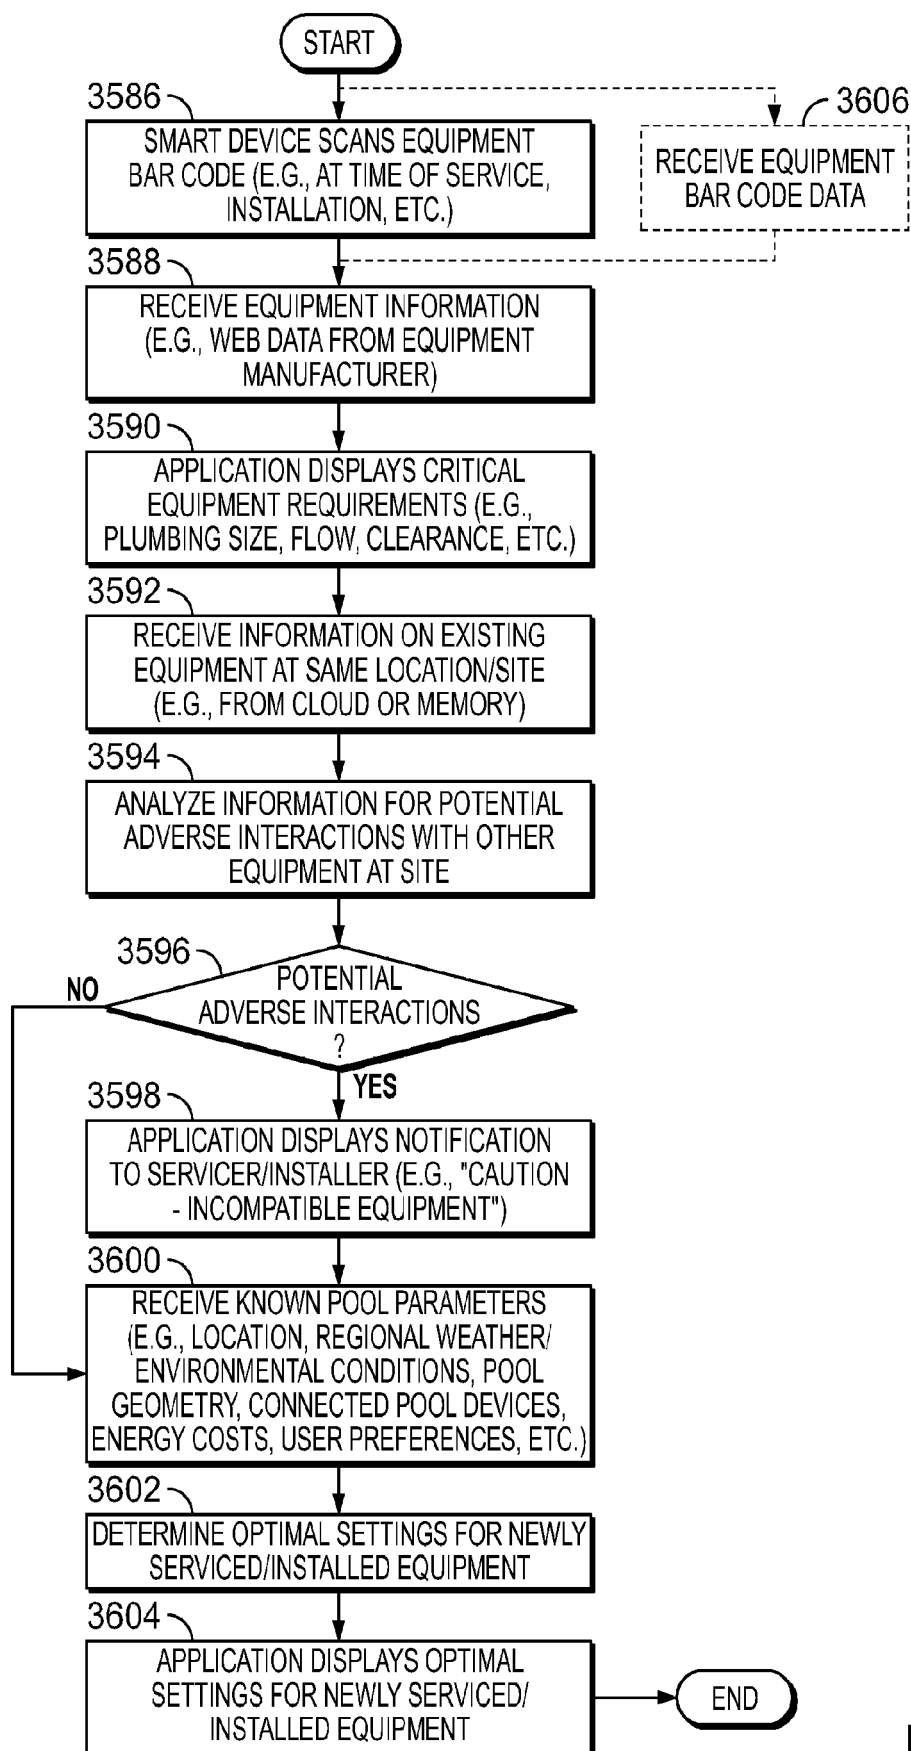 START
3586
SMART DEVICE SCANS EQUIPMENT
BAR CODE (E.G., AT TIME OF SERVICE,
INSTALLATION, ETC.)
3606
RECEIVE EQUIPMENT
BAR CODE DATA
3588
RECEIVE EQUIPMENT INFORMATION
(E.G., WEB DATA FROM EQUIPMENT
MANUFACTURER)
3590
APPLICATION DISPLAYS CRITICAL
EQUIPMENT REQUIREMENTS (E.G.,
PLUMBING SIZE, FLOW, CLEARANCE, ETC.)
3592
RECEIVE INFORMATION ON EXISTING
EQUIPMENT AT SAME LOCATION/SITE
(E.G., FROM CLOUD OR MEMORY)
3594
ANALYZE INFORMATION FOR POTENTIAL
ADVERSE INTERACTIONS WITH OTHER
EQUIPMENT AT SITE
3596
NO
POTENTIAL
ADVERSE INTERACTIONS
?
YES
3598
APPLICATION DISPLAYS NOTIFICATION
TO SERVICER/INSTALLER (E.G., "CAUTION
- INCOMPATIBLE EQUIPMENT")
3600
RECEIVE KNOWN POOL PARAMETERS
(E.G., LOCATION, REGIONAL WEATHER/
ENVIRONMENTAL CONDITIONS, POOL
GEOMETRY, CONNECTED POOL DEVICES,
ENERGY COSTS, USER PREFERENCES, ETC.)
3602
DETERMINE OPTIMAL SETTINGS FOR NEWLY
SERVICED/INSTALLED EQUIPMENT
3604
APPLICATION DISPLAYS OPTIMAL
SETTINGS FOR NEWLY SERVICED/
INSTALLED EQUIPMENT
END